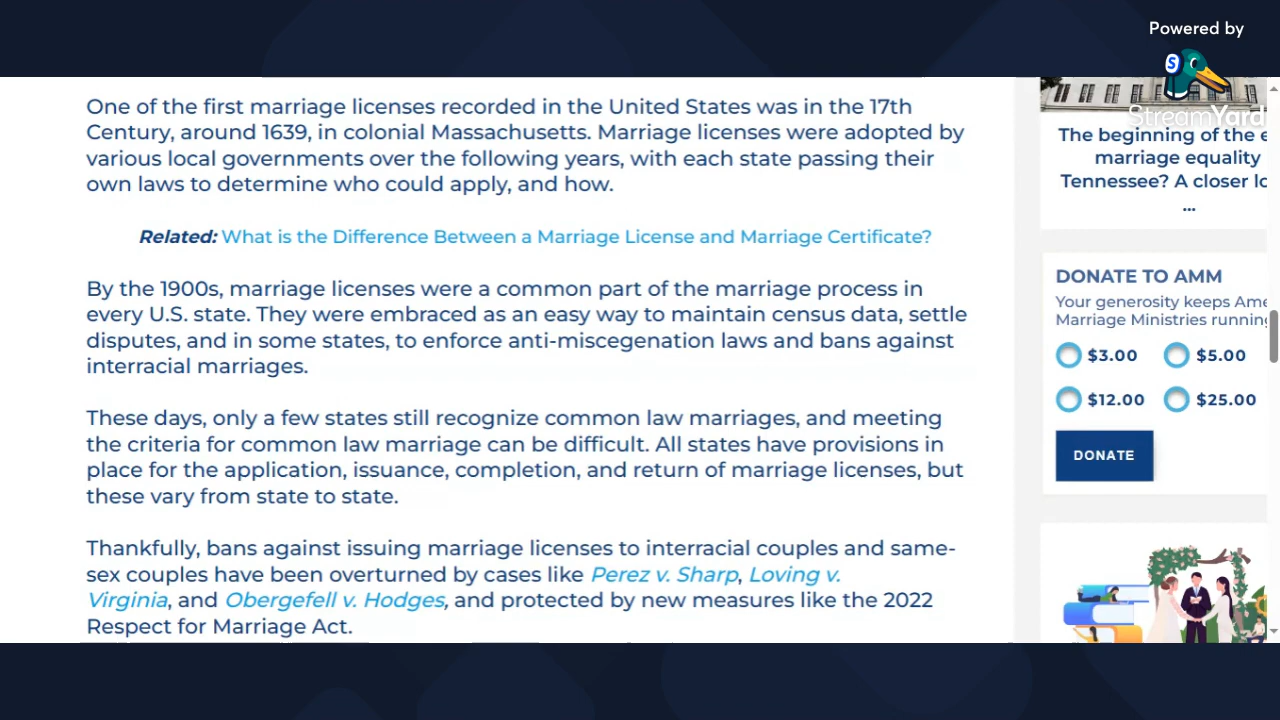 Powered by
StreamYard
One of the first marriage licenses recorded in the United States was in the 17th
Century, around 1639, in colonial Massachusetts. Marriage licenses were adopted by
various local governments over the following years, with each state passing their
own laws to determine who could apply, and how.
Related: What is the Difference Between a Marriage License and Marriage Certificate?
By the 1900s, marriage licenses were a common part of the marriage process in
every U.S. state. They were embraced as an easy way to maintain census data, settle
disputes, and in some states, to enforce anti-miscegenation laws and bans against
interracial marriages.
These days, only a few states still recognize common law marriages, and meeting
the criteria for common law marriage can be difficult. All states have provisions in
place for the application, issuance, completion, and return of marriage licenses, but
these vary from state to state.
Thankfully, bans against issuing marriage licenses to interracial couples and same-
sex couples have been overturned by cases like Perez v. Sharp, Loving v.
Virginia, and Obergefell v. Hodges, and protected by new measures like the 2022
Respect for Marriage Act.
The beginning of the e
marriage equality
Tennessee? A closer lo
...
DONATE TO AMM
Your generosity keeps Ame
Marriage Ministries running
$3.00 $5.00
$12.00 $25.00
DONATE